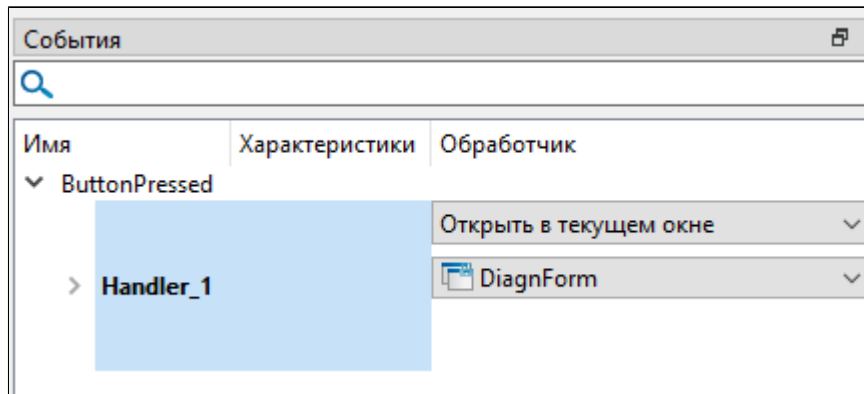 События
Имя Характеристики Обработчик
ButtonPressed
Открыть в текущем окне
Handler_1
DiagnForm